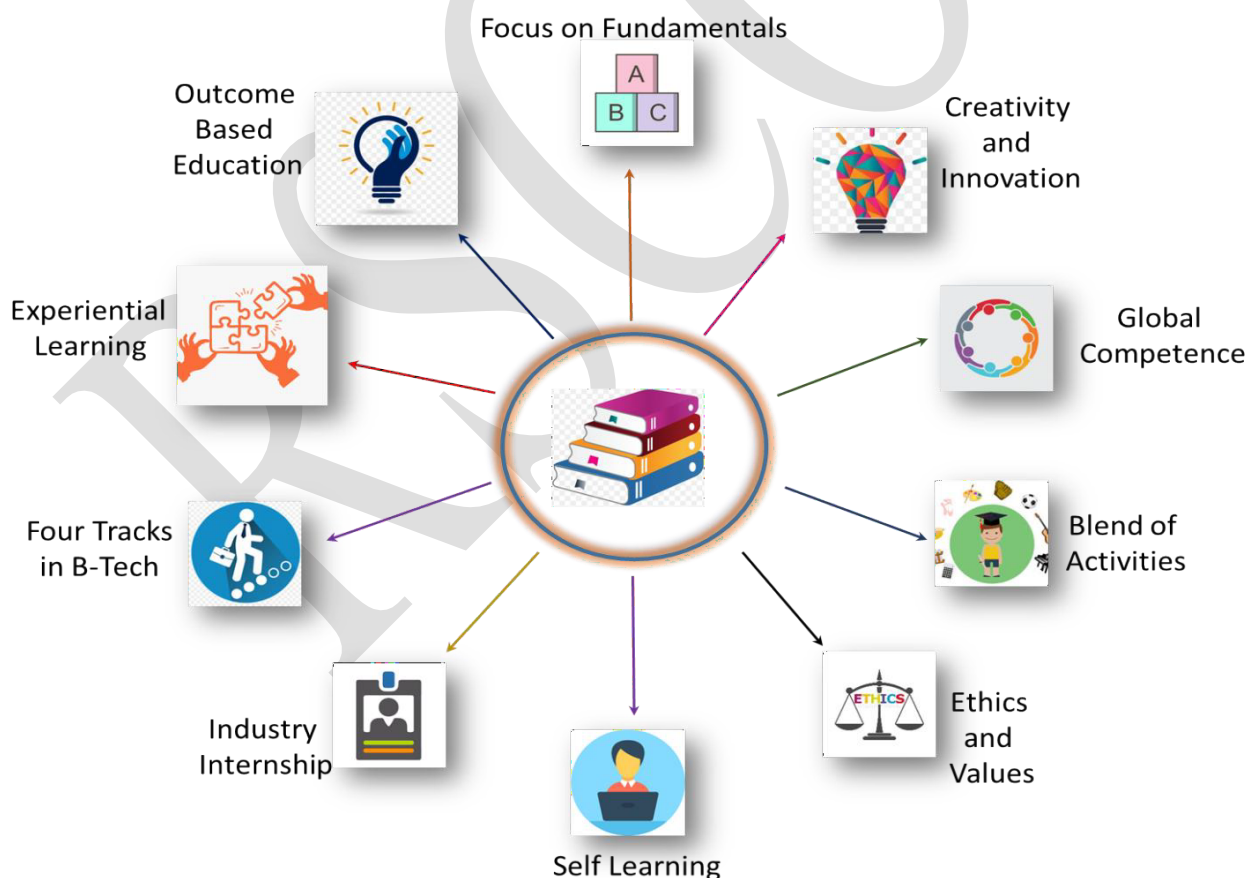 Focus on Fundamentals
A
B C
Outcome
Based
Education
Creativity
and
Innovation
Experiential
Learning
Global
Competence
Four Tracks
in B-Tech
Blend of
Activities
Industry
Internship
ETHICS
Ethics
and
Values
Self Learning